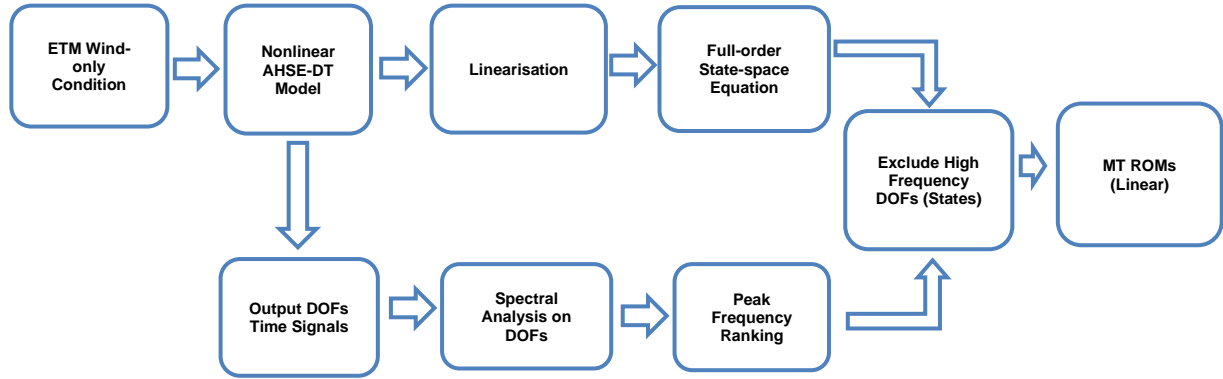 ETM Wind-
only
Condition
Nonlinear
AHSE-DT
Model
Linearisation
Full-order
State-space
Equation
Exclude High
Frequency
DOFs (States)
MT ROMs
(Linear)
Output DOFs
Time Signals
Spectral
Analysis on
DOFs
Peak
Frequency
Ranking